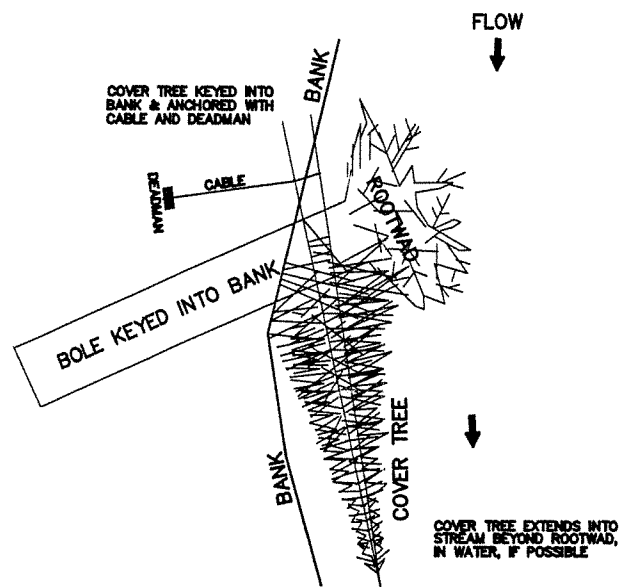 FLOW
BANK
COVER TREE KEYED INTO
BANK & ANCHORED WITH
CABLE AND DEADMAN
DEADMAN
CABLE
ROOTWAD
BOLE KEYED INTO BANK
COVER TREE
BANK
COVER TREE EXTENDS INTO
STREAM BEYOND ROOTWAD,
IN WATER, IF POSSIBLE